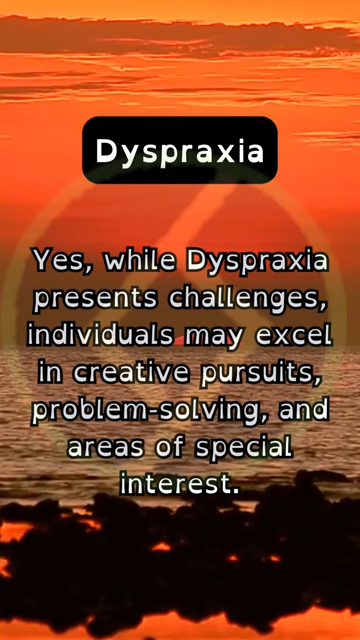 Dyspraxia
Yes, while Dyspraxia
presents challenges,
individuals may excel
in creative pursuits,
problem-solving, and
areas of special
interest.